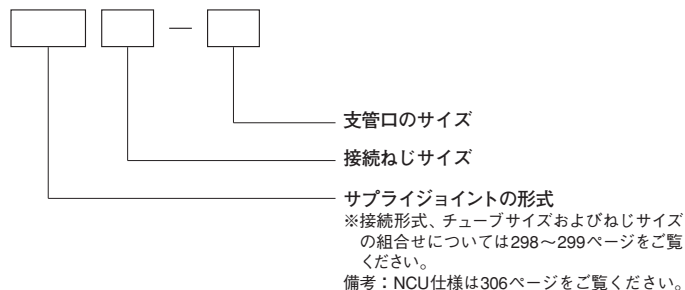 支管口のサイズ
接続ねじサイズ
サプライジョイントの形式
※接続形式、チューブサイズおよびねじサイズ
の組合せについては298〜299ページをご覧
ください。
備考：NCU仕様は306ページをご覧ください。